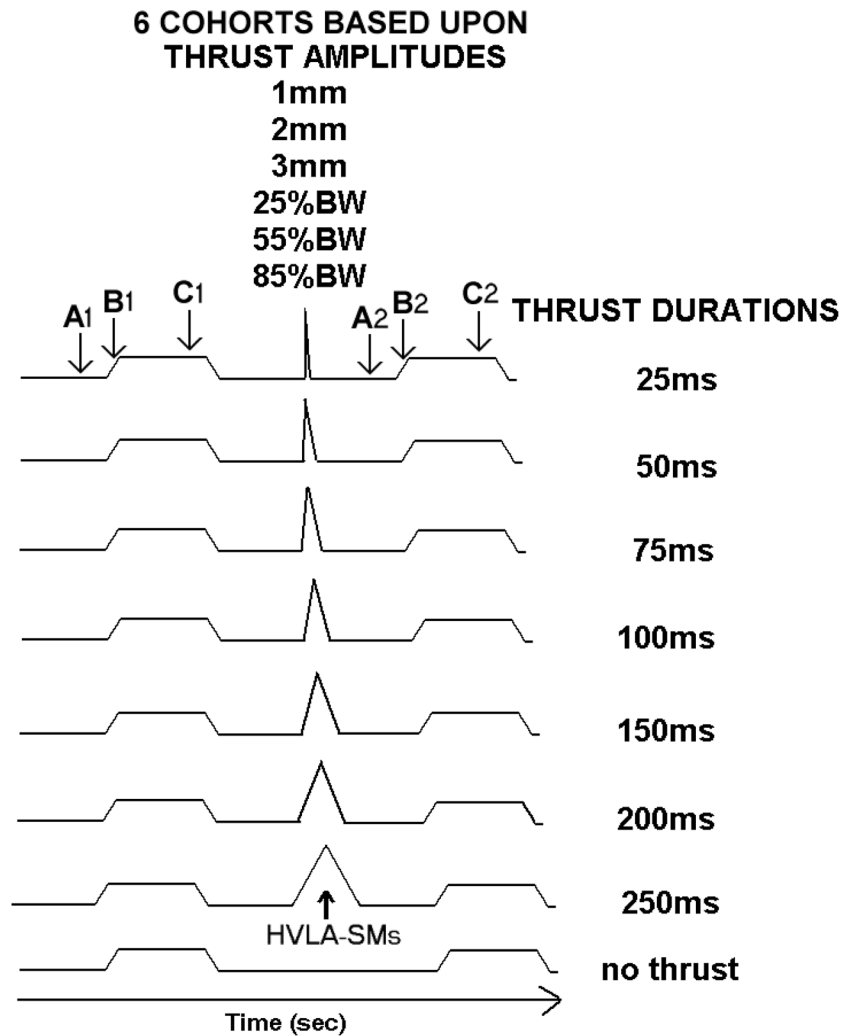 6 COHORTS BASED UPON
THRUST AMPLITUDES
1mm
2mm
3mm
25%BW
55%BW
85%BW
A1 B1 C1 A2 B2 C2 THRUST DURATIONS
25ms
50ms
75ms
100ms
150ms
200ms
250ms
HVLA-SMs
no thrust
Time (sec)